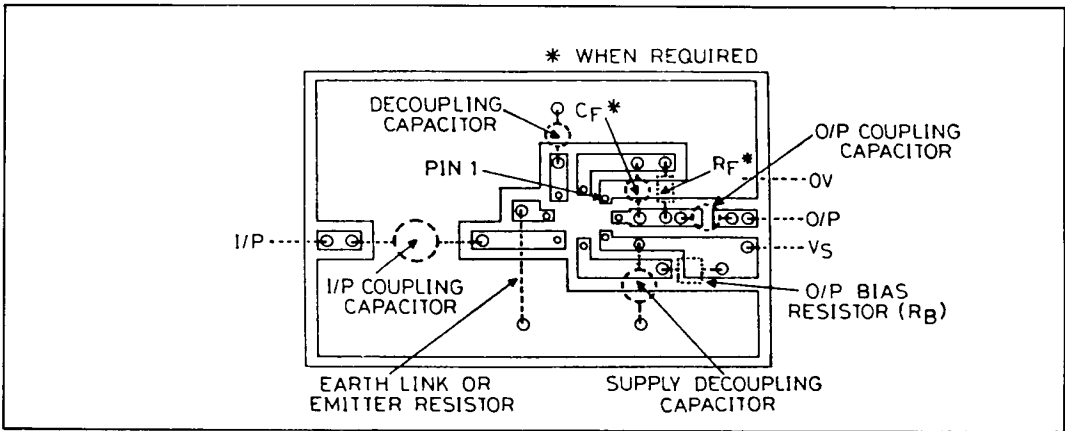 * WHEN REQUIRED
DECOUPLING
CAPACITOR
CF*
O/P COUPLING
CAPACITOR
PIN 1
RF*
OV
O/P
I/P
VS
I/P COUPLING
CAPACITOR
O/P BIAS
RESISTOR (RB)
EARTH LINK OR
EMITTER RESISTOR
SUPPLY DECOUPLING
CAPACITOR